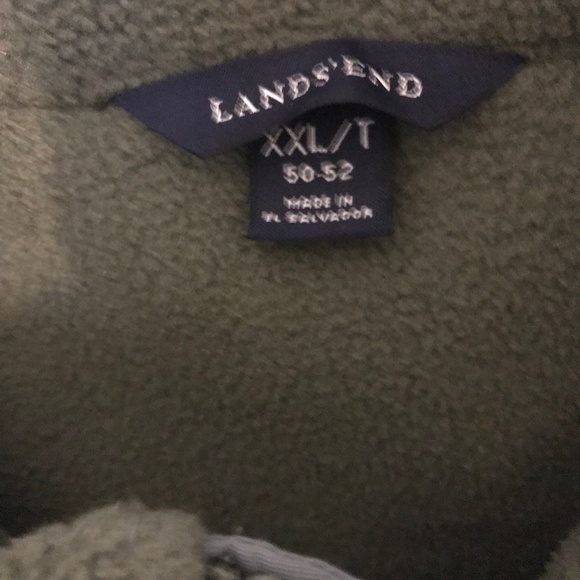 LANDS' END
XXL/T
50-52
MADE IN
EL SALVADOR